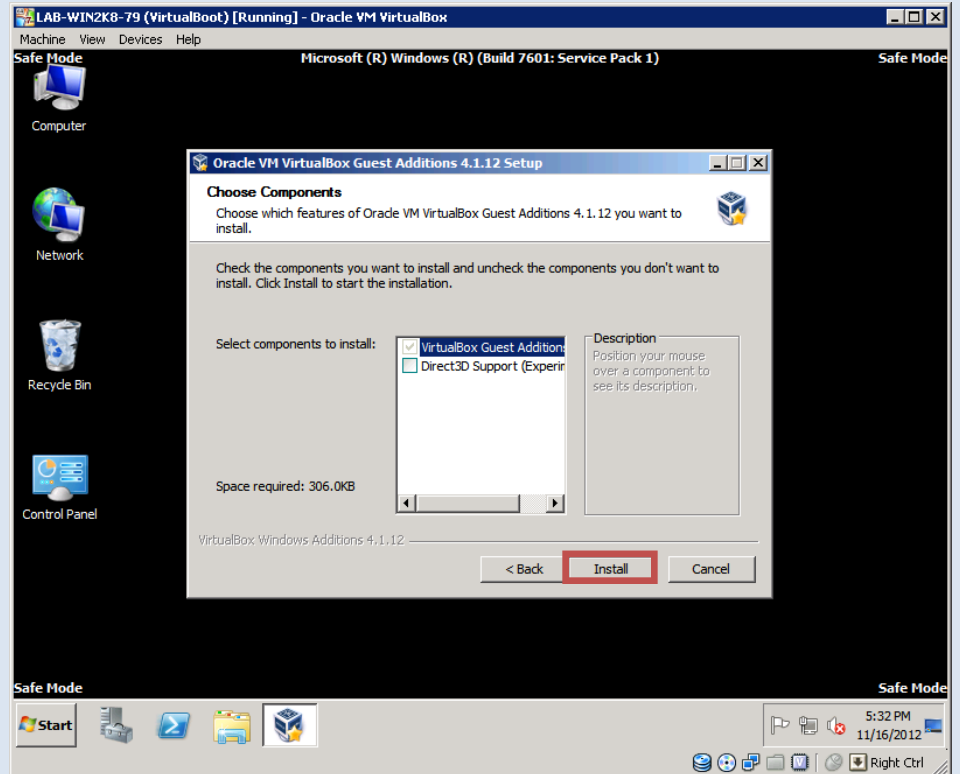 LAB-WIN2K8-79 (VirtualBoot) [Running] - Oracle VM VirtualBox
Machine View Devices Help
Safe Mode Microsoft (R) Windows (R) (Build 7601: Service Pack 1) Safe Mode
Computer
Network
Recycle Bin
Control Panel
Oracle VM VirtualBox Guest Additions 4.1.12 Setup
Choose Components
Choose which features of Oracle VM VirtualBox Guest Additions 4.1.12 you want to
install.
Check the components you want to install and uncheck the components you don't want to
install. Click Install to start the installation.
Select components to install:
VirtualBox Guest Addition
Direct3D Support (Experin
Description
Position your mouse
over a component to
see its description.
Space required: 306.0KB
VirtualBox Windows Additions 4.1.12
< Back Install Cancel
Safe Mode Safe Mode
Start
5:32 PM
11/16/2012
Right Ctrl